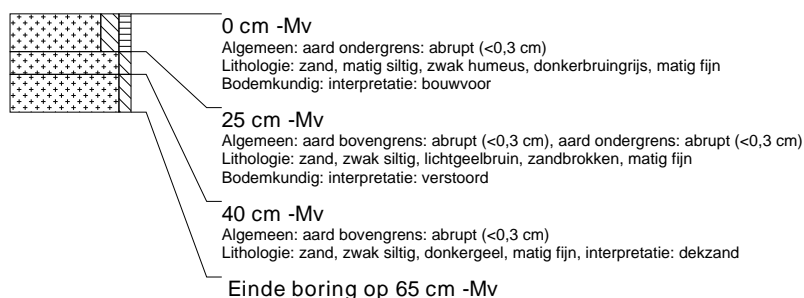 0 cm -Mv
Algemeen: aard ondergrens: abrupt (<0,3 cm)
Lithologie: zand, matig siltig, zwak humeus, donkerbruingrijs, matig fijn
Bodemkundig: interpretatie: bouwvoor
25 cm -Mv
Algemeen: aard bovengrens: abrupt (<0,3 cm), aard ondergrens: abrupt (<0,3 cm)
Lithologie: zand, zwak siltig, lichtgeelbruin, zandbrokken, matig fijn
Bodemkundig: interpretatie: verstoord
40 cm -Mv
Algemeen: aard bovengrens: abrupt (<0,3 cm)
Lithologie: zand, zwak siltig, donkergeel, matig fijn, interpretatie: dekzand
Einde boring op 65 cm -Mv